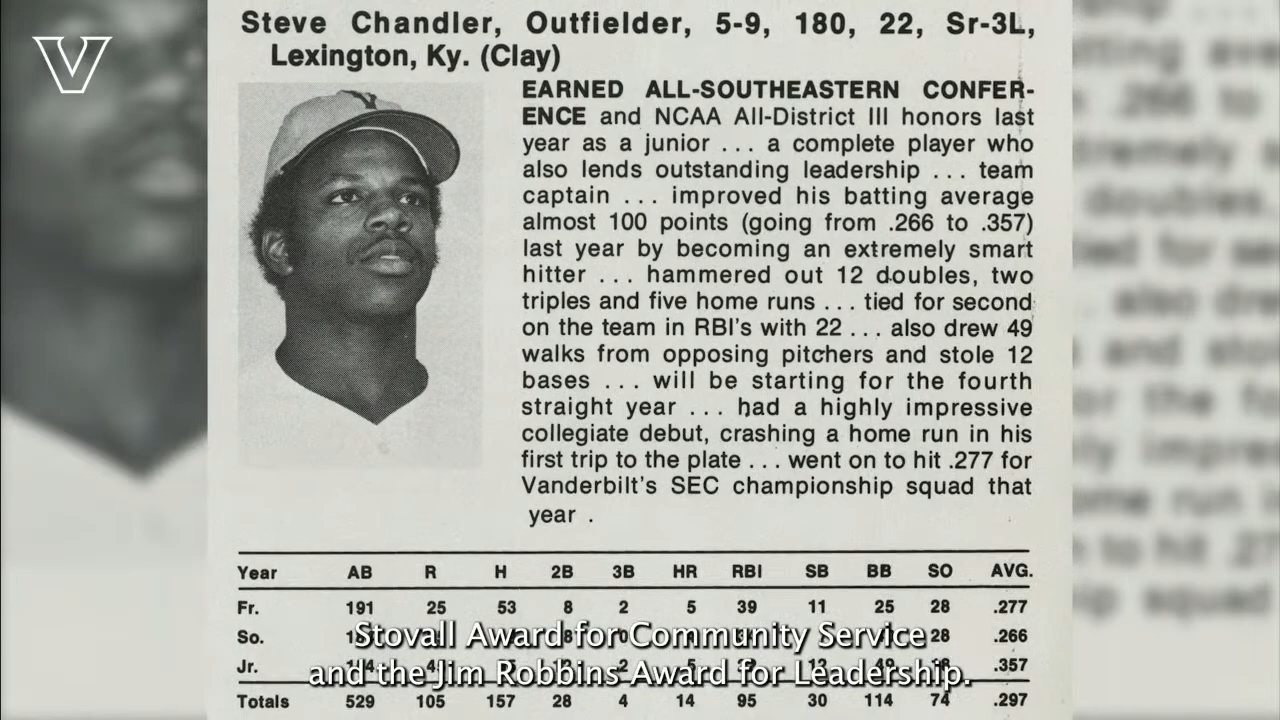 Steve Chandler, Outfielder, 5-9, 180, 22, Sr-3L,
Lexington, Ky. (Clay)
EARNED ALL-SOUTHEASTERN CONFER-
ENCE and NCAA All-District III honors last
year as a junior ... a complete player who
also lends outstanding leadership ... team
captain ... improved his batting average
almost 100 points (going from .266 to .357)
last year by becoming an extremely smart
hitter ... hammered out 12 doubles, two
triples and five home runs ... tied for second
on the team in RBI's with 22 ... also drew 49
walks from opposing pitchers and stole 12
bases ... will be starting for the fourth
straight year ... had a highly impressive
collegiate debut, crashing a home run in his
first trip to the plate ... went on to hit .277 for
Vanderbilt's SEC championship squad that
year .
Year AB R H 2B 3B HR RBI SB BB SO AVG.
Fr. 191 25 53 8 2 5 39 11 25 28 .277
So. 28 .266
Stovall Award for Community Service
Jr. .357
and the Jim Robbins Award for Leadership.
Totals 529 105 157 28 4 14 95 30 114 74 .297
V